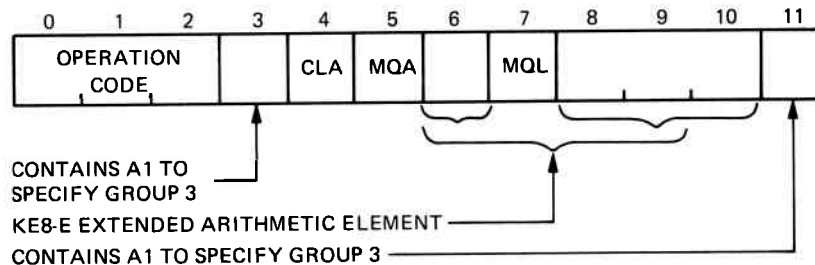 0 1 2 3 4 5 6 7 8 9 10 11
OPERATION CODE CLA MQA MQL
CONTAINS A1 TO
SPECIFY GROUP 3
KE8-E EXTENDED ARITHMETIC ELEMENT
CONTAINS A1 TO SPECIFY GROUP 3